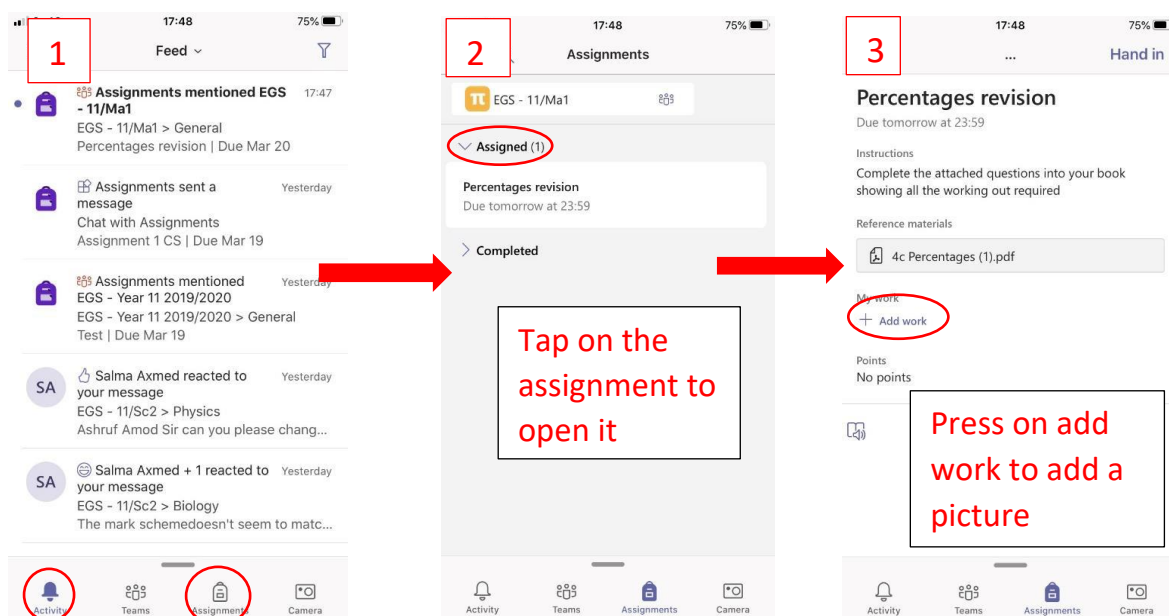 1
17:48
75%
Feed
Assignments mentioned EGS 17:47
- 11/Ma1
EGS - 11/Ma1 > General
Percentages revision | Due Mar 20
Assignments sent a Yesterday
message
Chat with Assignments
Assignment 1 CS | Due Mar 19
Assignments mentioned Yesterday
EGS - Year 11 2019/2020
EGS - Year 11 2019/2020 > General
Test | Due Mar 19
SA
Salma Axmed reacted to Yesterday
your message
EGS - 11/Sc2 > Physics
Ashruf Amod Sir can you please chang...
SA
Salma Axmed + 1 reacted to Yesterday
your message
EGS - 11/Sc2 > Biology
The mark schemedoesn't seem to matc...
Activity Teams Assignments Camera
2
17:48
75%
Assignments
π EGS - 11/Ma1
Assigned (1)
Percentages revision
Due tomorrow at 23:59
Completed
Tap on the
assignment to
open it
Activity Teams Assignments Camera
3
17:48
75%
... Hand in
Percentages revision
Due tomorrow at 23:59
Instructions
Complete the attached questions into your book
showing all the working out required
Reference materials
4c Percentages (1).pdf
My work
+ Add work
Points
No points
Press on add
work to add a
picture
Activity Teams Assignments Camera